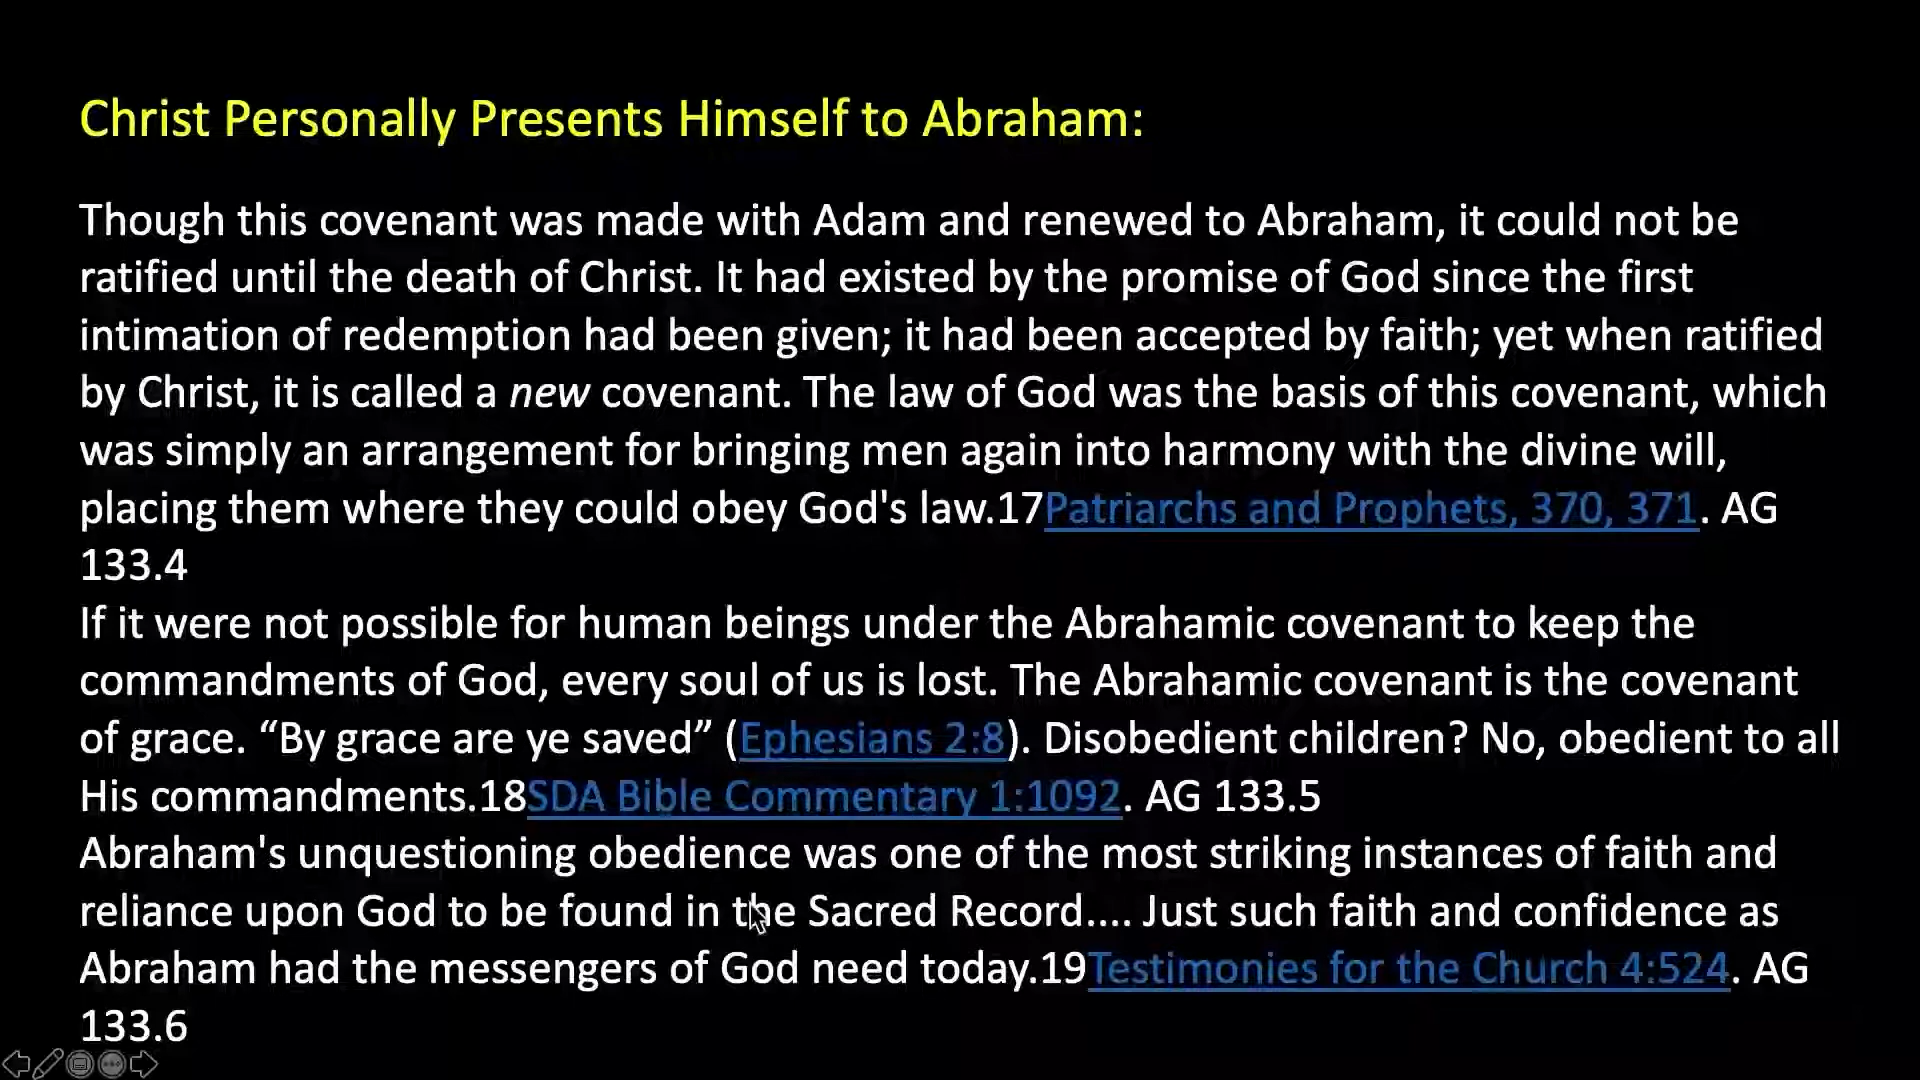 Christ Personally Presents Himself to Abraham:
Though this covenant was made with Adam and renewed to Abraham, it could not be
ratified until the death of Christ. It had existed by the promise of God since the first
intimation of redemption had been given; it had been accepted by faith; yet when ratified
by Christ, it is called a new covenant. The law of God was the basis of this covenant, which
was simply an arrangement for bringing men again into harmony with the divine will,
placing them where they could obey God's law.17Patriarchs and Prophets, 370, 371. AG
133.4
If it were not possible for human beings under the Abrahamic covenant to keep the
commandments of God, every soul of us is lost. The Abrahamic covenant is the covenant
of grace. “By grace are ye saved” (Ephesians 2:8). Disobedient children? No, obedient to all
His commandments.18SDA Bible Commentary 1:1092. AG 133.5
Abraham's unquestioning obedience was one of the most striking instances of faith and
reliance upon God to be found in the Sacred Record.... Just such faith and confidence as
Abraham had the messengers of God need today.19Testimonies for the Church 4:524. AG
133.6